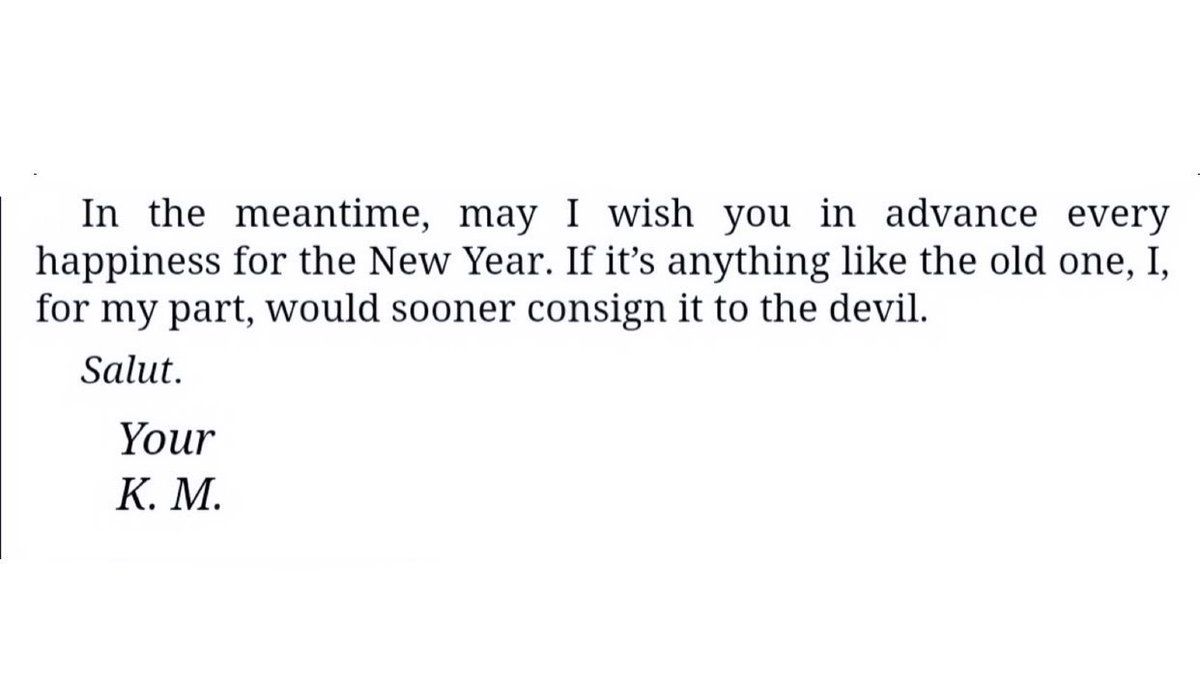 In the meantime, may I wish you in advance every
happiness for the New Year. If it’s anything like the old one, I,
for my part, would sooner consign it to the devil.
Salut.
Your
K. M.